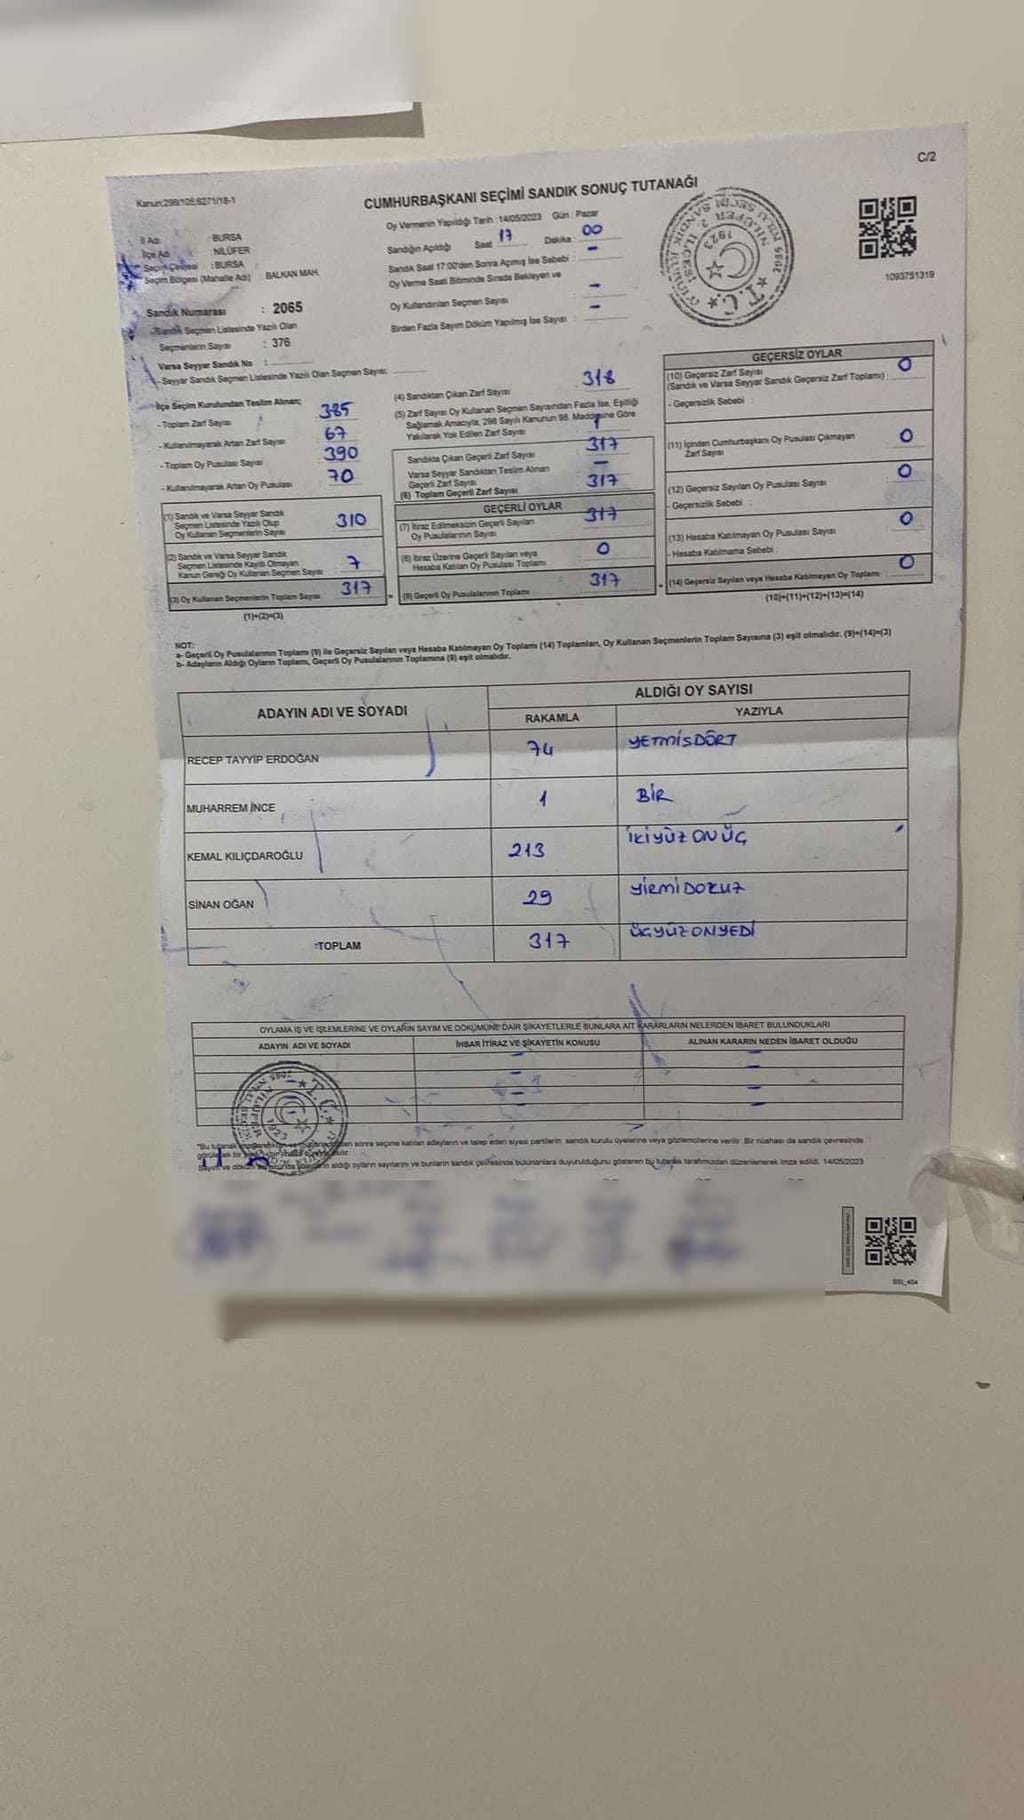 C/2
Kanun:298/105,6271/18-1
CUMHURBAŞKANI SEÇİMİ SANDIK SONUÇ TUTANAĞI
1093751319
İl Adı : BURSA
İlçe Adı : NİLÜFER
Seçim Çevresi : BURSA
Seçim Bölgesi (Mahalle Adı) BALKAN MAH.
Sandık Numarası : 2065
- Sandık Seçmen Listesinde Yazılı Olan
Seçmenlerin Sayısı : 376
Varsa Seyyar Sandık No :
- Seyyar Sandık Seçmen Listesinde Yazılı Olan Seçmen Sayısı:
Oy Vermenin Yapıldığı Tarih : 14/05/2023 Gün : Pazar
Sandığın Açıldığı Saat 17 Dakika : 00
Sandık Saat 17:00'den Sonra Açılmış İse Sebebi : -
Oy Verme Saati Bitiminde Sırada Bekleyen ve
Oy Kullandırılan Seçmen Sayısı : -
Birden Fazla Sayım Döküm Yapılmış İse Sayısı : -
İlçe Seçim Kurulundan Teslim Alınan;
- Toplam Zarf Sayısı : 385
- Kullanılmayarak Artan Zarf Sayısı : 67
- Toplam Oy Pusulası Sayısı : 390
- Kullanılmayarak Artan Oy Pusulası : 70
(1) Sandık ve Varsa Seyyar Sandık
Seçmen Listesinde Yazılı Olup
Oy Kullanan Seçmenlerin Sayısı 310
(2) Sandık ve Varsa Seyyar Sandık
Seçmen Listesinde Kayıtlı Olmayan
Kanun Gereği Oy Kullanan Seçmen Sayısı 7
(3) Oy Kullanan Seçmenlerin Toplam Sayısı 317
(1)+(2)=(3)
(4) Sandıktan Çıkan Zarf Sayısı 318
(5) Zarf Sayısı Oy Kullanan Seçmen Sayısından Fazla İse, Eşitliği
Sağlamak Amacıyla, 298 Sayılı Kanunun 98. Maddesine Göre
Yakılarak Yok Edilen Zarf Sayısı 1
Sandıkta Çıkan Geçerli Zarf Sayısı 317
Varsa Seyyar Sandıktan Teslim Alınan
Geçerli Zarf Sayısı -
(6) Toplam Geçerli Zarf Sayısı 317
GEÇERLİ OYLAR
(7) İtiraz Edilmeksizin Geçerli Sayılan
Oy Pusulalarının Sayısı 317
(8) İtiraz Üzerine Geçerli Sayılan veya
Hesaba Katılan Oy Pusulası Toplamı 0
(9) Geçerli Oy Pusulalarının Toplamı 317
GEÇERSİZ OYLAR
(10) Geçersiz Zarf Sayısı
(Sandık ve Varsa Seyyar Sandık Geçersiz Zarf Toplamı) : 0
- Geçersizlik Sebebi :
(11) İçinden Cumhurbaşkanı Oy Pusulası Çıkmayan
Zarf Sayısı 0
(12) Geçersiz Sayılan Oy Pusulası Sayısı 0
- Geçersizlik Sebebi :
(13) Hesaba Katılmayan Oy Pusulası Sayısı 0
- Hesaba Katılmama Sebebi :
(14) Geçersiz Sayılan veya Hesaba Katılmayan Oy Toplamı 0
(10)+(11)+(12)+(13)=(14)
NOT:
a- Geçerli Oy Pusulalarının Toplamı (9) ile Geçersiz Sayılan veya Hesaba Katılmayan Oy Toplamı (14) Toplamları, Oy Kullanan Seçmenlerin Toplam Sayısına (3) eşit olmalıdır. (9)+(14)=(3)
b- Adayların Aldığı Oyların Toplamı, Geçerli Oy Pusulalarının Toplamına (9) eşit olmalıdır.
ADAYIN ADI VE SOYADI ALDIĞI OY SAYISI
RAKAMLA YAZIYLA
RECEP TAYYİP ERDOĞAN 74 YETMİSDÖRT
MUHARREM İNCE 1 BİR
KEMAL KILIÇDAROĞLU 213 İKİYÜZ ONÜÇ
SİNAN OĞAN 29 YİRMİDOKUZ
TOPLAM 317 ÜÇYÜZONYEDİ
OYLAMA İŞ VE İŞLEMLERİNE VE OYLARIN SAYIM VE DÖKÜMÜNE DAİR ŞİKAYETLERLE BUNLARA AİT KARARLARIN NELERDEN İBARET BULUNDUKLARI
ADAYIN ADI VE SOYADI İHBAR İTİRAZ VE ŞİKAYETİN KONUSU ALINAN KARARIN NEDEN İBARET OLDUĞU
sonra seçime katılan adayların ve talep eden siyasi partilerin sandık kurulu üyelerine veya gözlemcilerine verilir. Bir nüshası da sandık çevresinde
aldığı oyların sayılarını ve bunların sandık çevresinde bulunanlara duyurulduğunu gösteren bu tutanak tarafımızdan düzenlenerek imza edildi. 14/05/2023